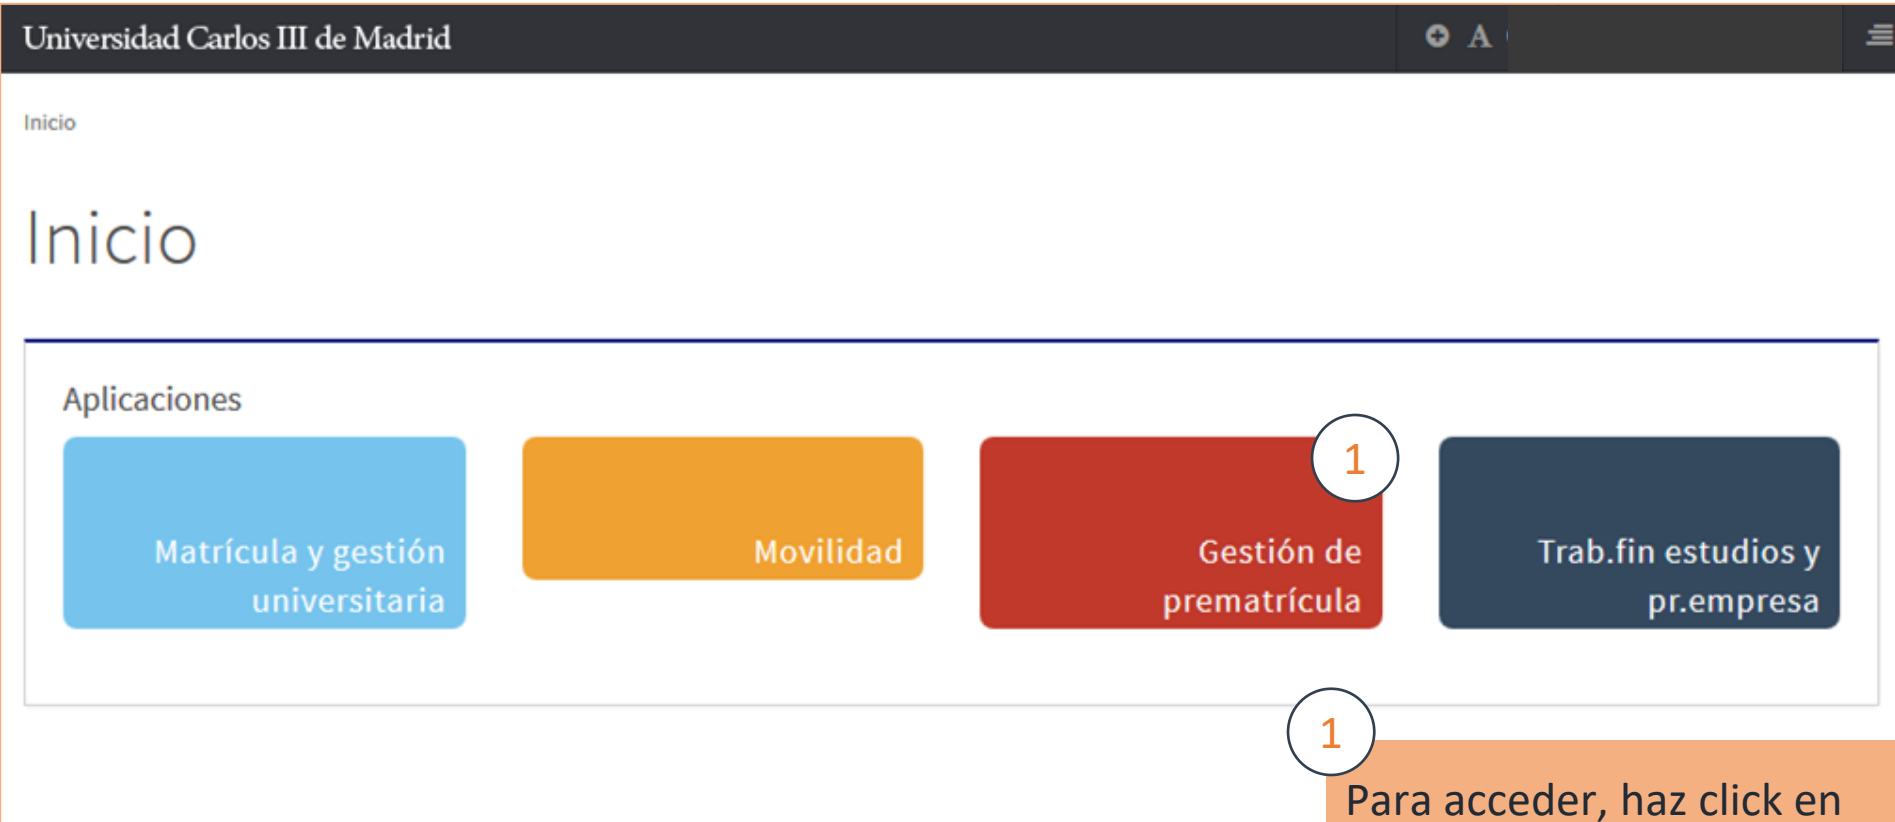 Universidad Carlos III de Madrid
A
Inicio
Inicio
Aplicaciones
1
Matrícula y gestión
universitaria
Movilidad
Gestión de
prematrícula
Trab.fin estudios y
pr.empresa
1
Para acceder, haz click en